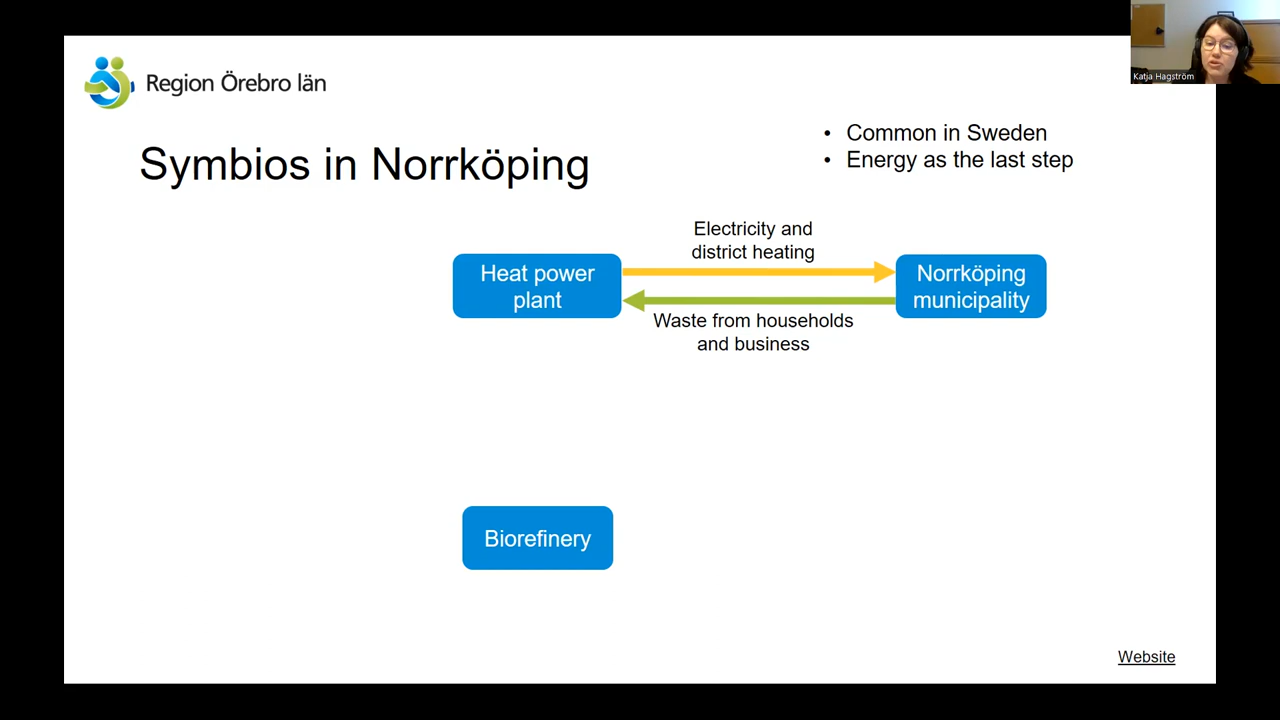 Katja Hagström
Region Örebro län
Symbios in Norrköping
• Common in Sweden
• Energy as the last step
Electricity and
district heating
Heat power
plant
Norrköping
municipality
Waste from households
and business
Biorefinery
Website